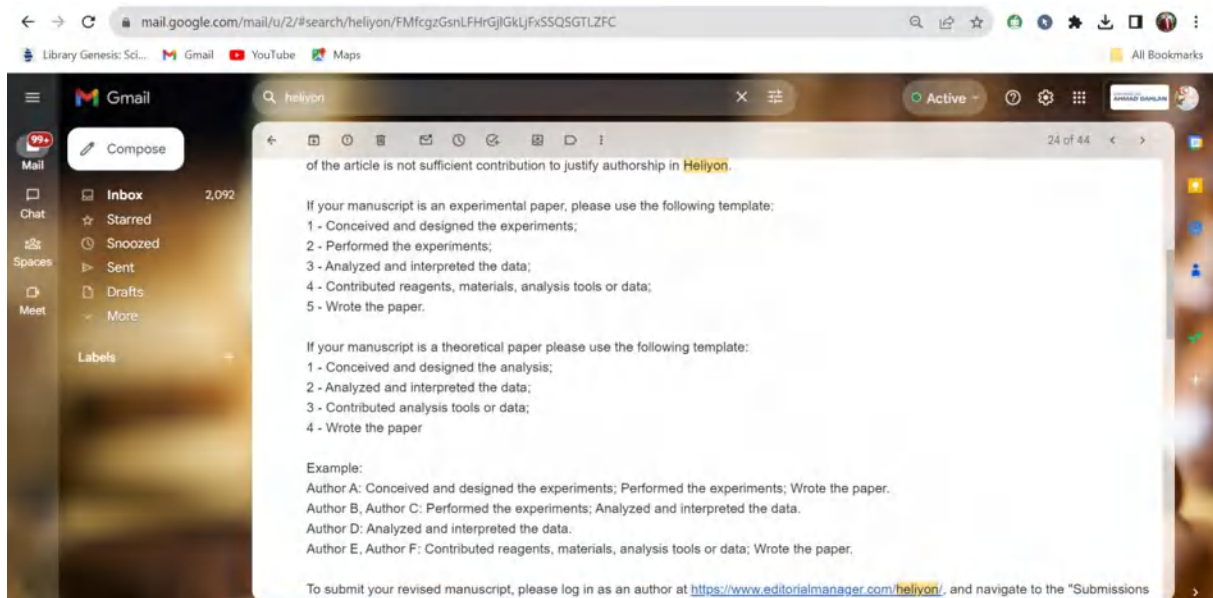 mail.google.com/mail/u/2/#search/heliyon/FMfcgzGsnLFHrGjlGkLjFxSSQSGTLZFC
Library Genesis: Sci... Gmail YouTube Maps All Bookmarks
Gmail
heliyon
Active
AHMAD DAHLAN
99+
Mail
Compose
24 of 44
Chat
Spaces
Meet
Inbox 2,092
Starred
Snoozed
Sent
Drafts
More
Labels
of the article is not sufficient contribution to justify authorship in Heliyon.
If your manuscript is an experimental paper, please use the following template:
1 - Conceived and designed the experiments;
2 - Performed the experiments;
3 - Analyzed and interpreted the data;
4 - Contributed reagents, materials, analysis tools or data;
5 - Wrote the paper.
If your manuscript is a theoretical paper please use the following template:
1 - Conceived and designed the analysis;
2 - Analyzed and interpreted the data;
3 - Contributed analysis tools or data;
4 - Wrote the paper
Example:
Author A: Conceived and designed the experiments; Performed the experiments; Wrote the paper.
Author B, Author C: Performed the experiments; Analyzed and interpreted the data.
Author D: Analyzed and interpreted the data.
Author E, Author F: Contributed reagents, materials, analysis tools or data; Wrote the paper.
To submit your revised manuscript, please log in as an author at https://www.editorialmanager.com/heliyon/, and navigate to the "Submissions